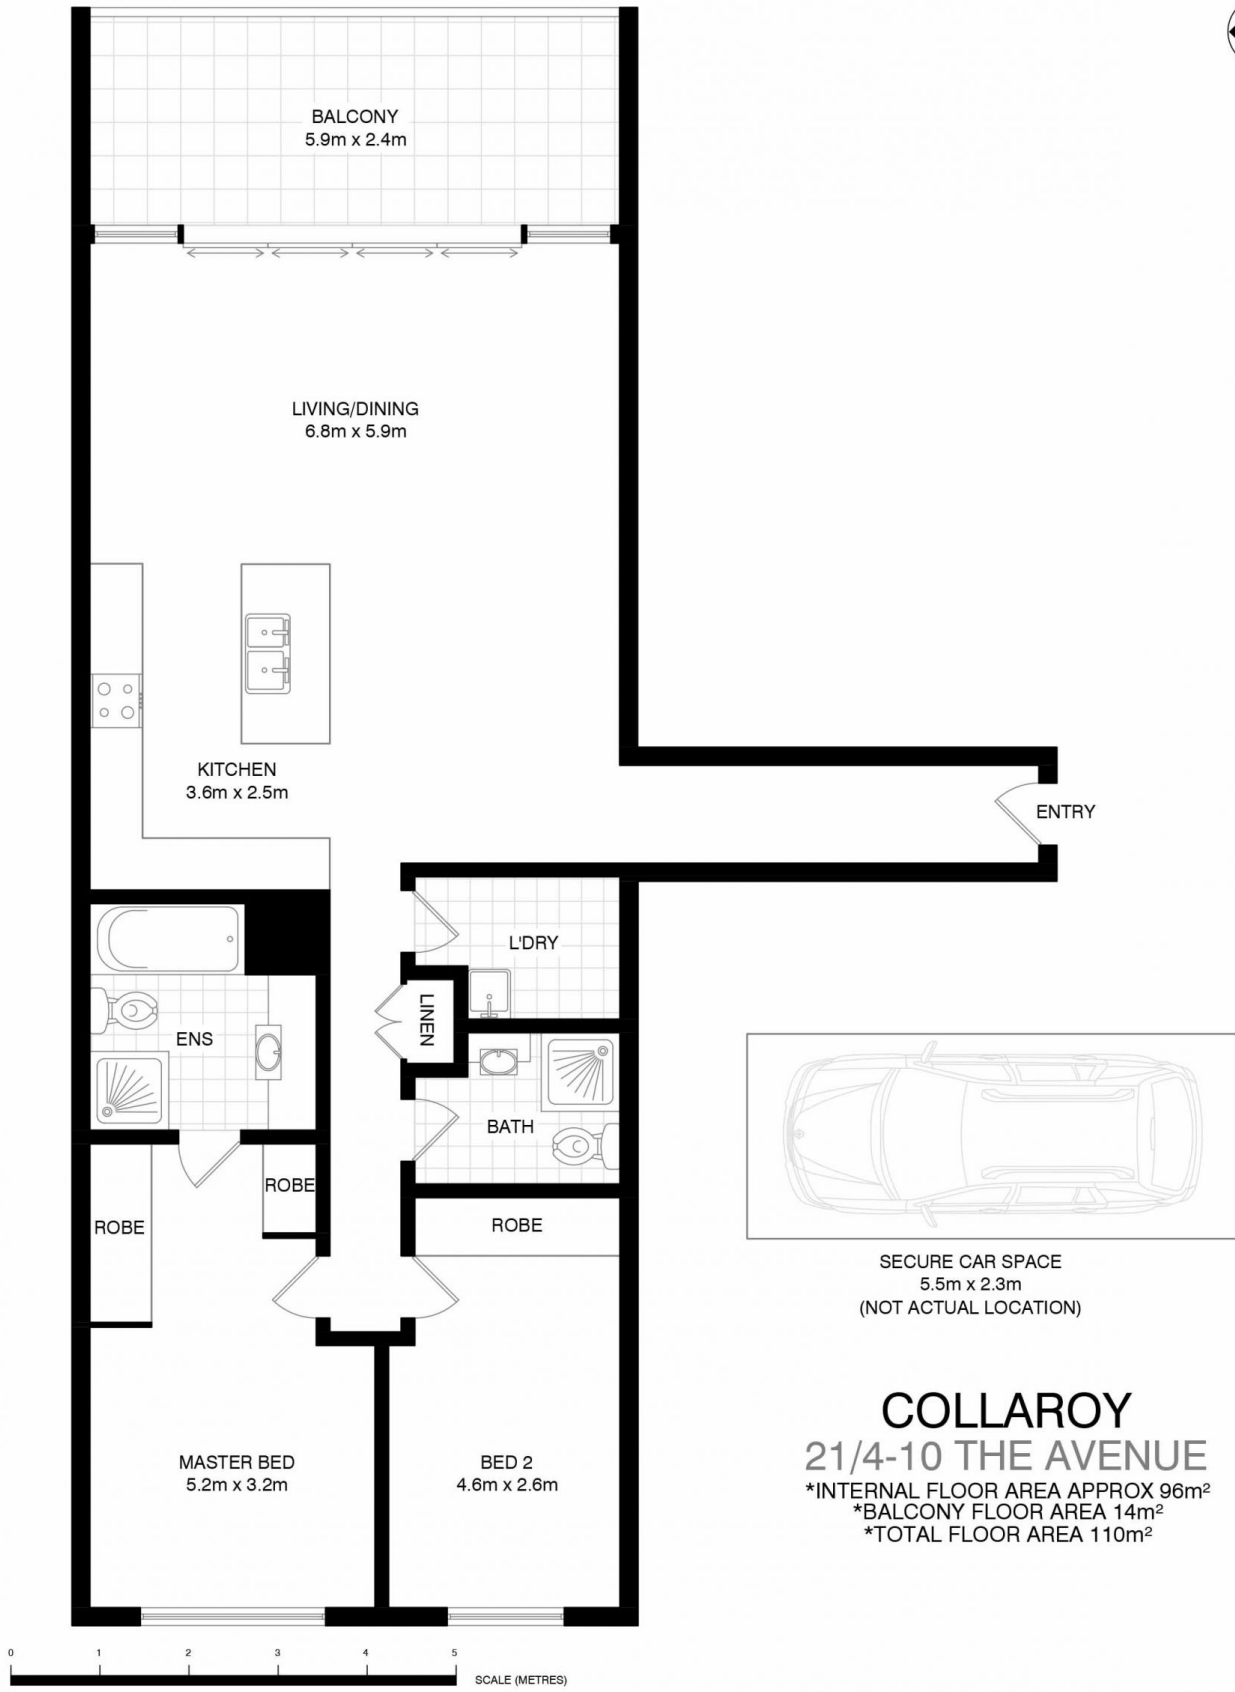 BALCONY
5.9m x 2.4m
LIVING/DINING
6.8m x 5.9m
KITCHEN
3.6m x 2.5m
ENTRY
L'DRY
LINEN
ENS
BATH
ROBE
ROBE
ROBE
SECURE CAR SPACE
5.5m x 2.3m
(NOT ACTUAL LOCATION)
MASTER BED
5.2m x 3.2m
BED 2
4.6m x 2.6m
COLLAROY
21/4-10 THE AVENUE
*INTERNAL FLOOR AREA APPROX 96m²
*BALCONY FLOOR AREA 14m²
*TOTAL FLOOR AREA 110m²
0 1 2 3 4 5
SCALE (METRES)